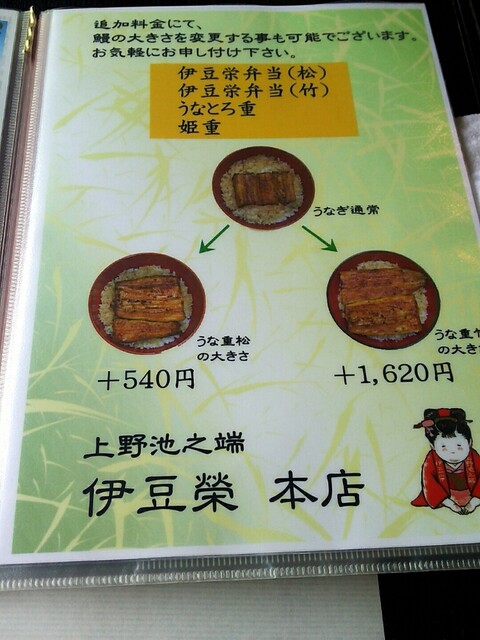 追加料金にて、
鰻の大きさを変更する事も可能でございます。
お気軽にお申し付け下さい。
伊豆栄弁当(松)
伊豆栄弁当(竹)
うなとろ重
姫重
うなぎ通常
うな重松
の大きさ
+540円
うな重竹
の大きさ
+1,620円
上野池之端
伊豆榮 本店